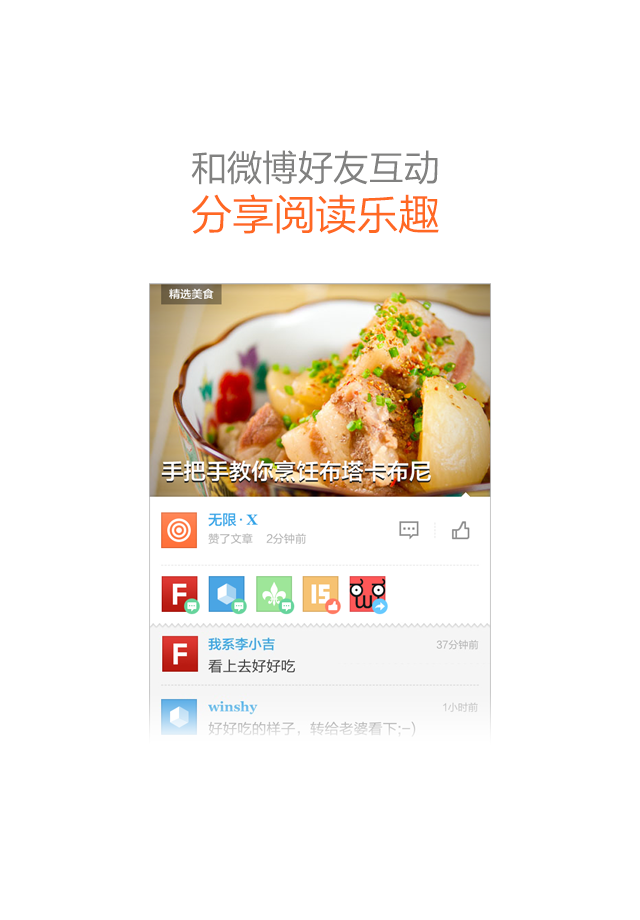 和微博好友互动
分享阅读乐趣
精选美食
手把手教你烹饪布塔卡布尼
无限 · X
赞了文章 2分钟前
F
15
F
我系李小吉
37分钟前
看上去好好吃
winshy
1小时前
好好吃的样子，转给老婆看下;-)